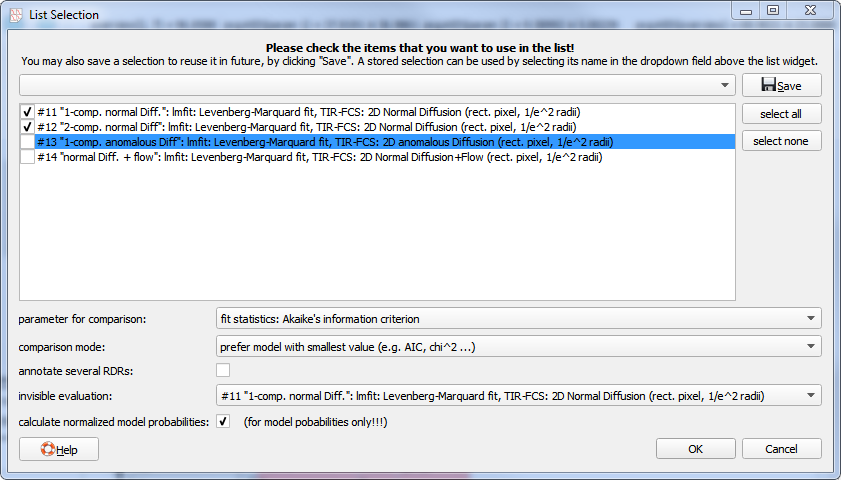 List Selection
Please check the items that you want to use in the list!
You may also save a selection to reuse it in future, by clicking "Save". A stored selection can be used by selecting its name in the dropdown field above the list widget.
Save
#11 "1-comp. normal Diff.": lmfit: Levenberg-Marquard fit, TIR-FCS: 2D Normal Diffusion (rect. pixel, 1/e^2 radii)
select all
#12 "2-comp. normal Diff": lmfit: Levenberg-Marquard fit, TIR-FCS: 2D Normal Diffusion (rect. pixel, 1/e^2 radii)
#13 "1-comp. anomalous Diff": lmfit: Levenberg-Marquard fit, TIR-FCS: 2D anomalous Diffusion (rect. pixel, 1/e^2 radii)
select none
#14 "normal Diff. + flow": lmfit: Levenberg-Marquard fit, TIR-FCS: 2D Normal Diffusion+Flow (rect. pixel, 1/e^2 radii)
parameter for comparison: fit statistics: Akaike's information criterion
comparison mode: prefer model with smallest value (e.g. AIC, chi^2 ...)
annotate several RDRs:
invisible evaluation: #11 "1-comp. normal Diff.": lmfit: Levenberg-Marquard fit, TIR-FCS: 2D Normal Diffusion (rect. pixel, 1/e^2 radii)
calculate normalized model probabilities: (for model pobabilities only!!!)
Help OK Cancel